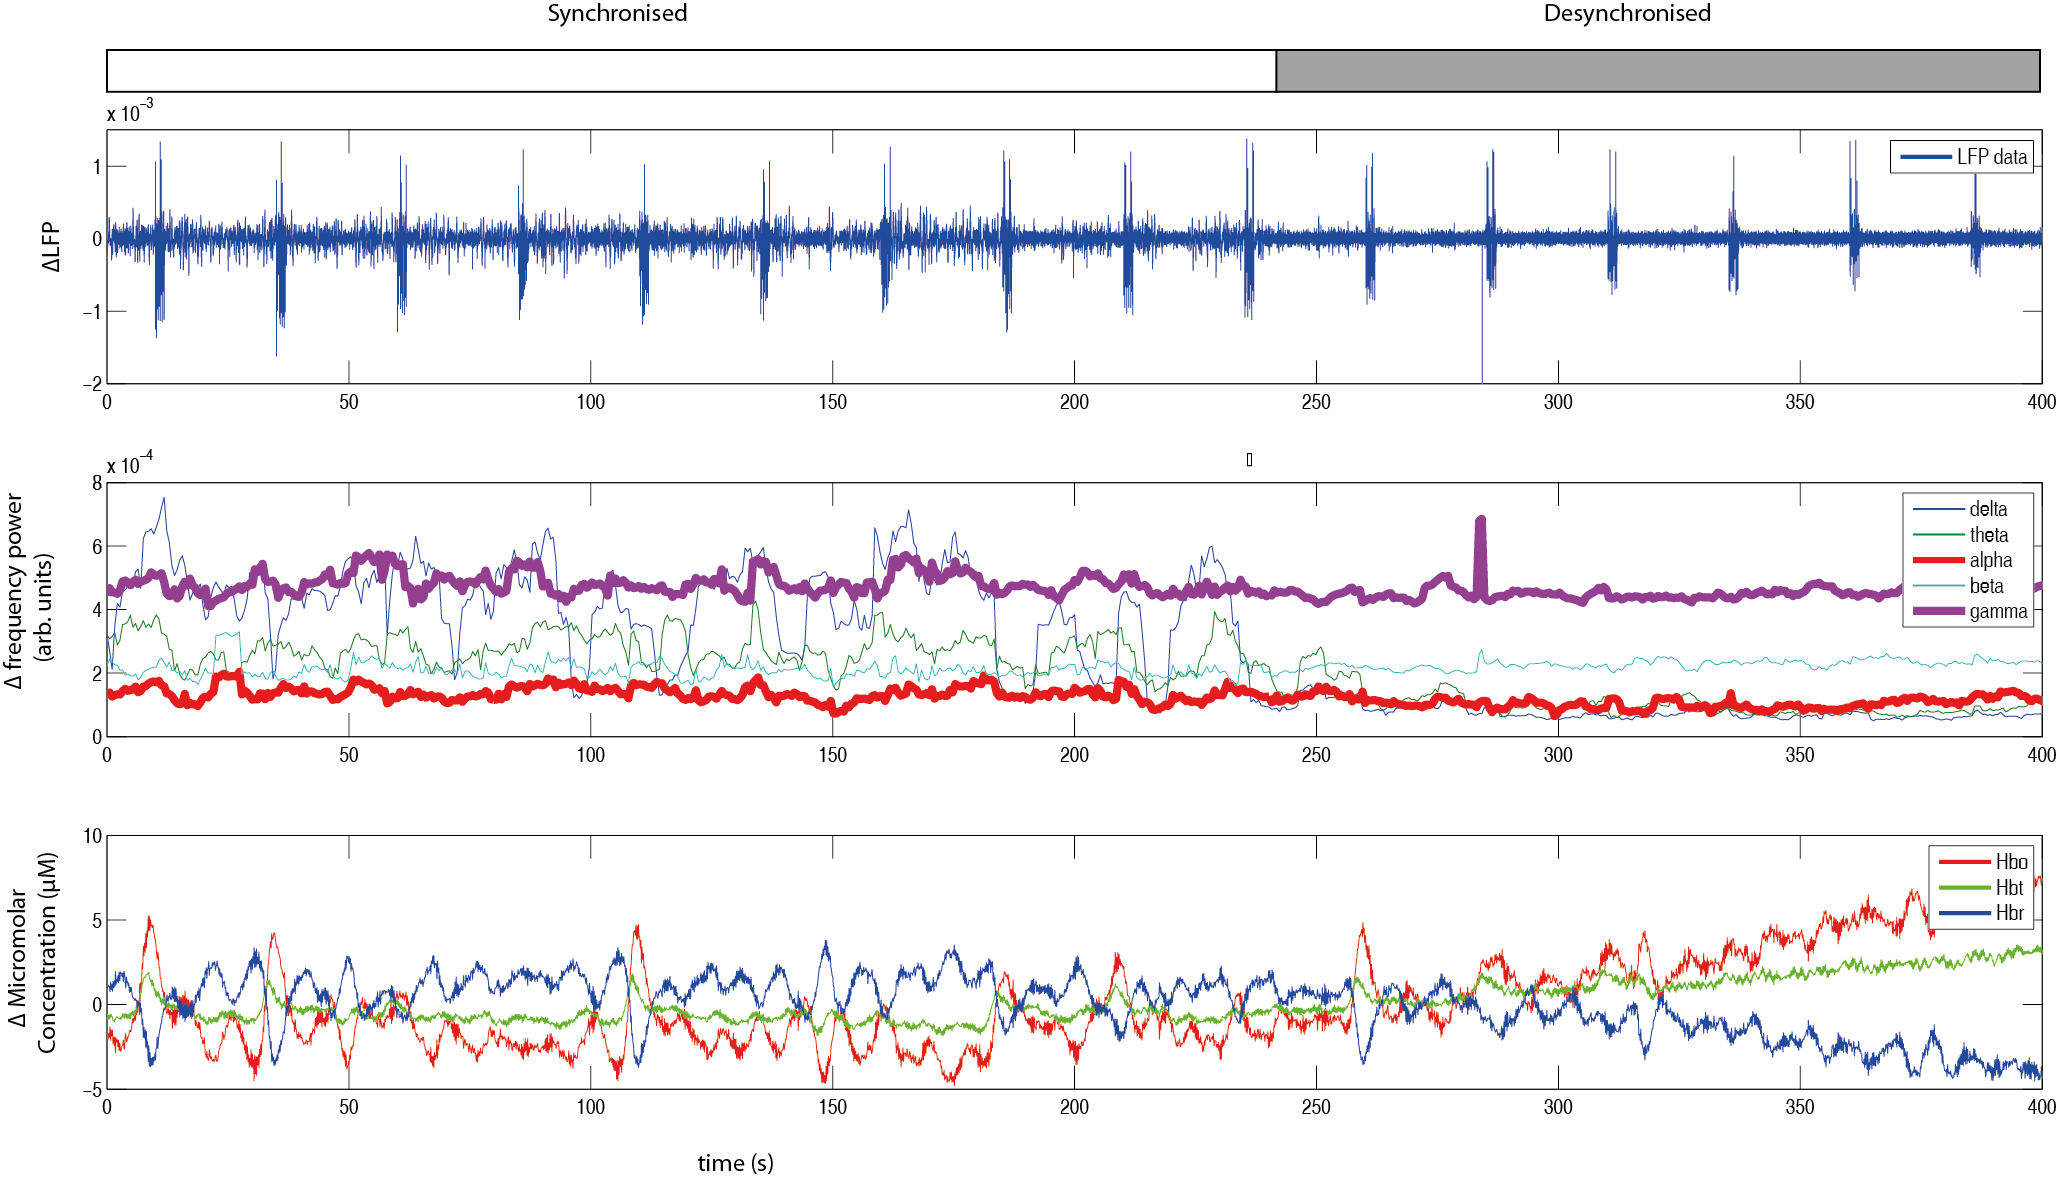 Synchronised Desynchronised
x 10−3
1
0
−1
−2
ΔLFP
LFP data
0 50 100 150 200 250 300 350 400
x 10−4
8
6
4
2
0
Δ frequency power
(arb. units)
delta
theta
alpha
beta
gamma
0 50 100 150 200 250 300 350 400
10
5
0
−5
Δ Micromolar
Concentration (μM)
Hbo
Hbt
Hbr
0 50 100 150 200 250 300 350 400
time (s)